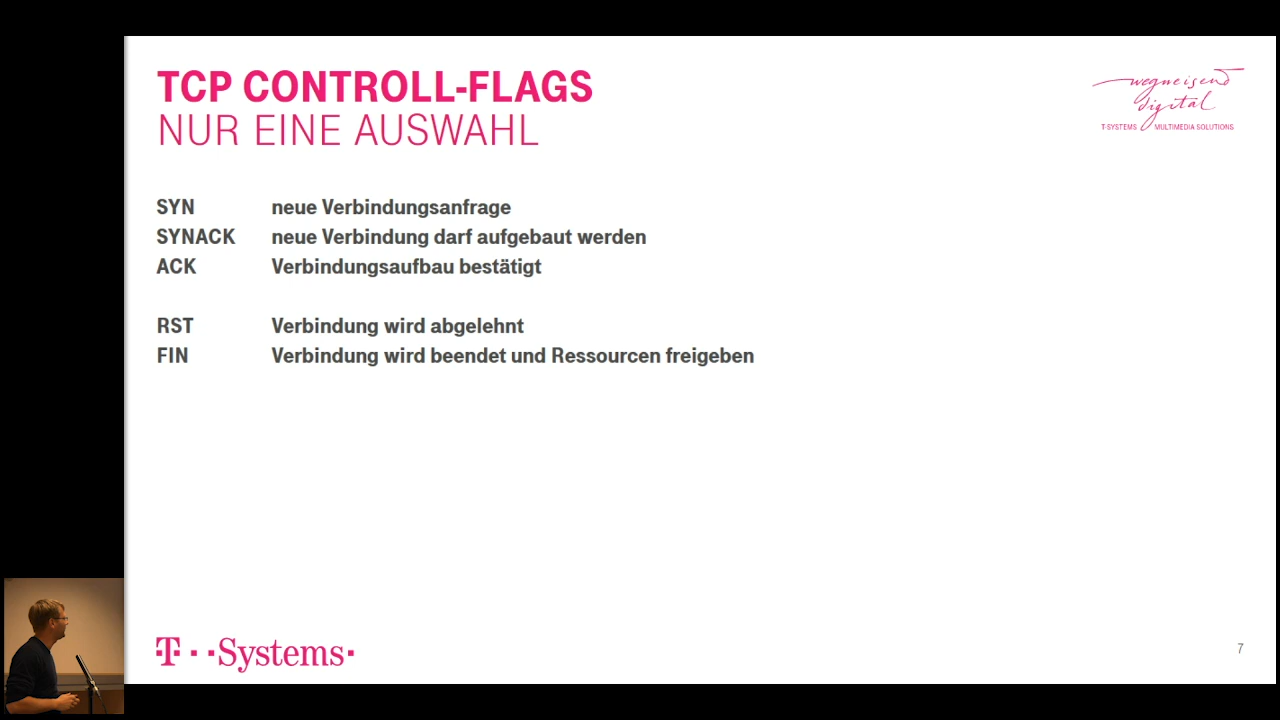 TCP CONTROLL-FLAGS
NUR EINE AUSWAHL
wegweisend
digital
T-SYSTEMS MULTIMEDIA SOLUTIONS
SYN neue Verbindungsanfrage
SYNACK neue Verbindung darf aufgebaut werden
ACK Verbindungsaufbau bestätigt
RST Verbindung wird abgelehnt
FIN Verbindung wird beendet und Ressourcen freigeben
T··Systems·
7